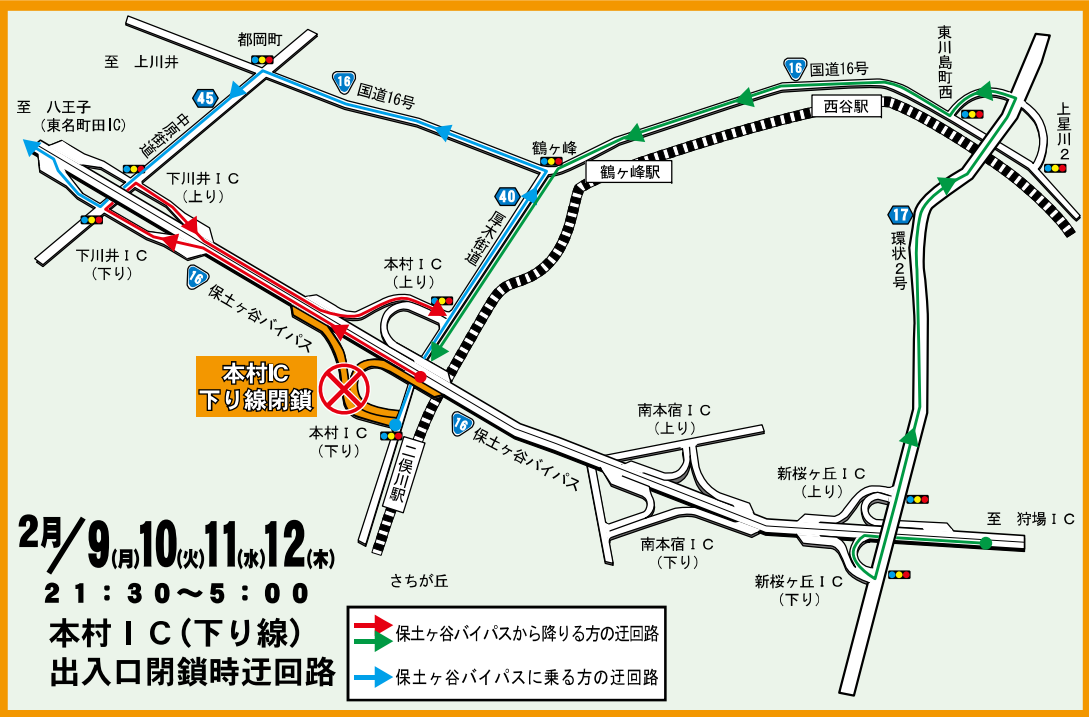 都岡町
至 上川井
16
国道16号
45
中原街道
至 八王子
(東名町田IC)
下川井IC
(上り)
下川井IC
(下り)
16
保土ヶ谷バイパス
本村IC
(上り)
鶴ヶ峰
鶴ヶ峰駅
40
厚木街道
16
国道16号
西谷駅
東川島町西
上星川2
17
環状2号
本村IC
下り線閉鎖
本村IC
(下り)
二俣川駅
16
保土ヶ谷バイパス
南本宿IC
(上り)
南本宿IC
(下り)
新桜ヶ丘IC
(上り)
至 狩場IC
新桜ヶ丘IC
(下り)
さちが丘
2月/9(月)10(火)11(水)12(木)
21:30～5:00
本村IC(下り線)
出入口閉鎖時迂回路
保土ヶ谷バイパスから降りる方の迂回路
保土ヶ谷バイパスに乗る方の迂回路